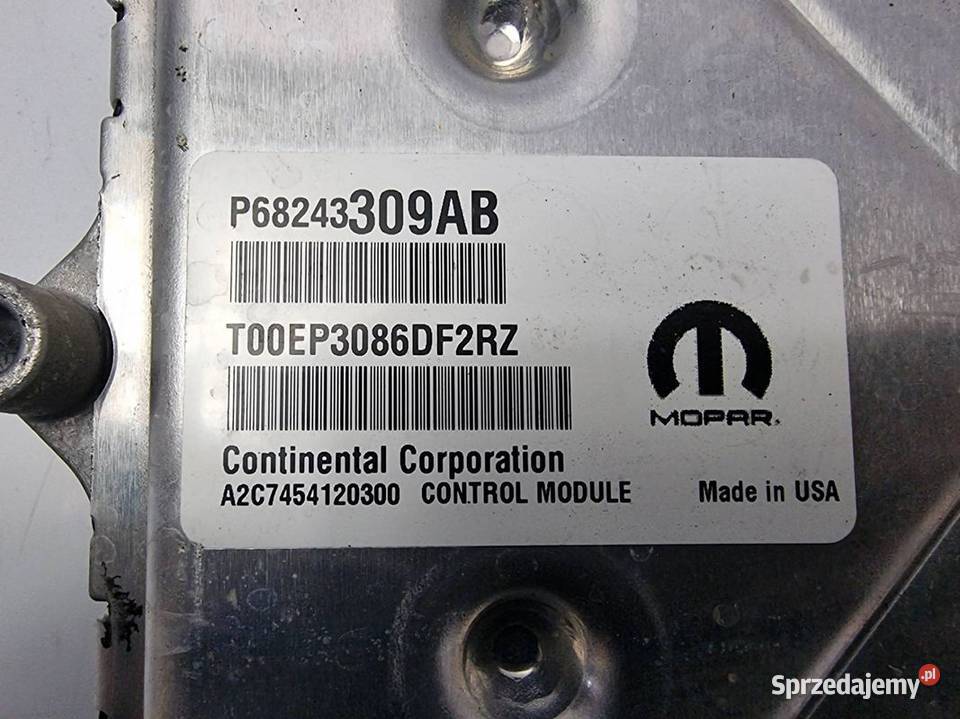 P68243309AB
T00EP3086DF2RZ
MOPAR
Continental Corporation
A2C7454120300 CONTROL MODULE Made in USA
Sprzedajemy.pl